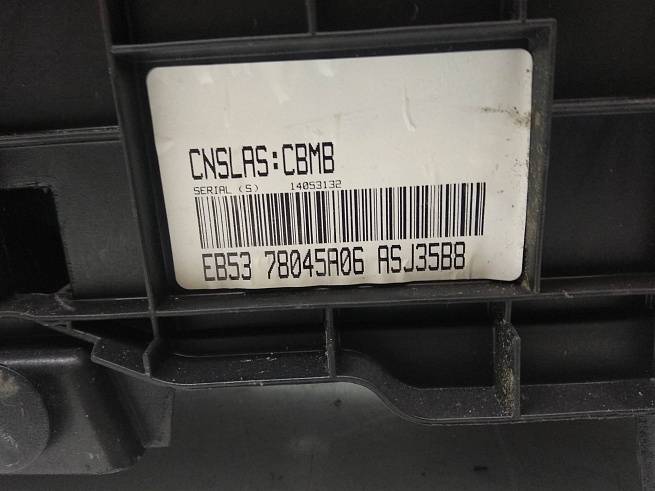 CNSLAS:CBMB
SERIAL (S) 14053132
EB53 78045A06 ASJ35B8